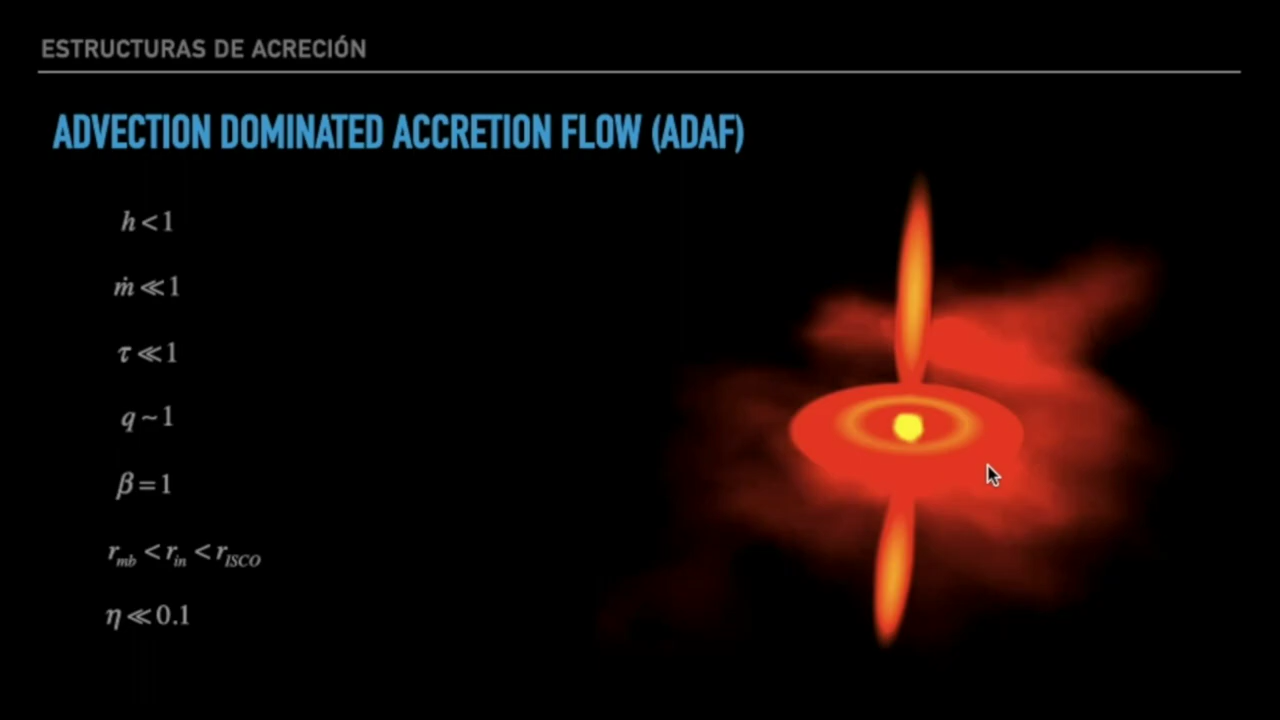 ESTRUCTURAS DE ACRECIÓN
ADVECTION DOMINATED ACCRETION FLOW (ADAF)
h < 1
ṁ ≪ 1
τ ≪ 1
q ~ 1
β = 1
r_mb < r_in < r_ISCO
η ≪ 0.1